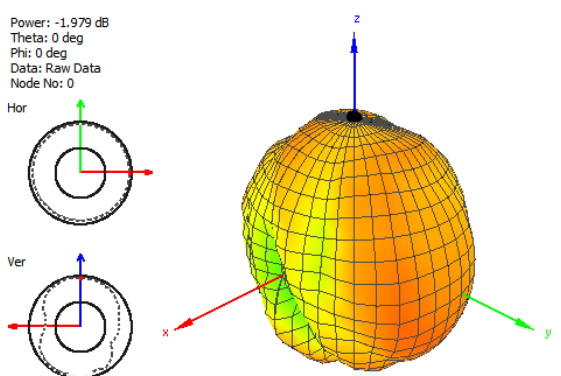 Power: -1.979 dB
Theta: 0 deg
Phi: 0 deg
Data: Raw Data
Node No: 0
Hor
Ver
z
x
y